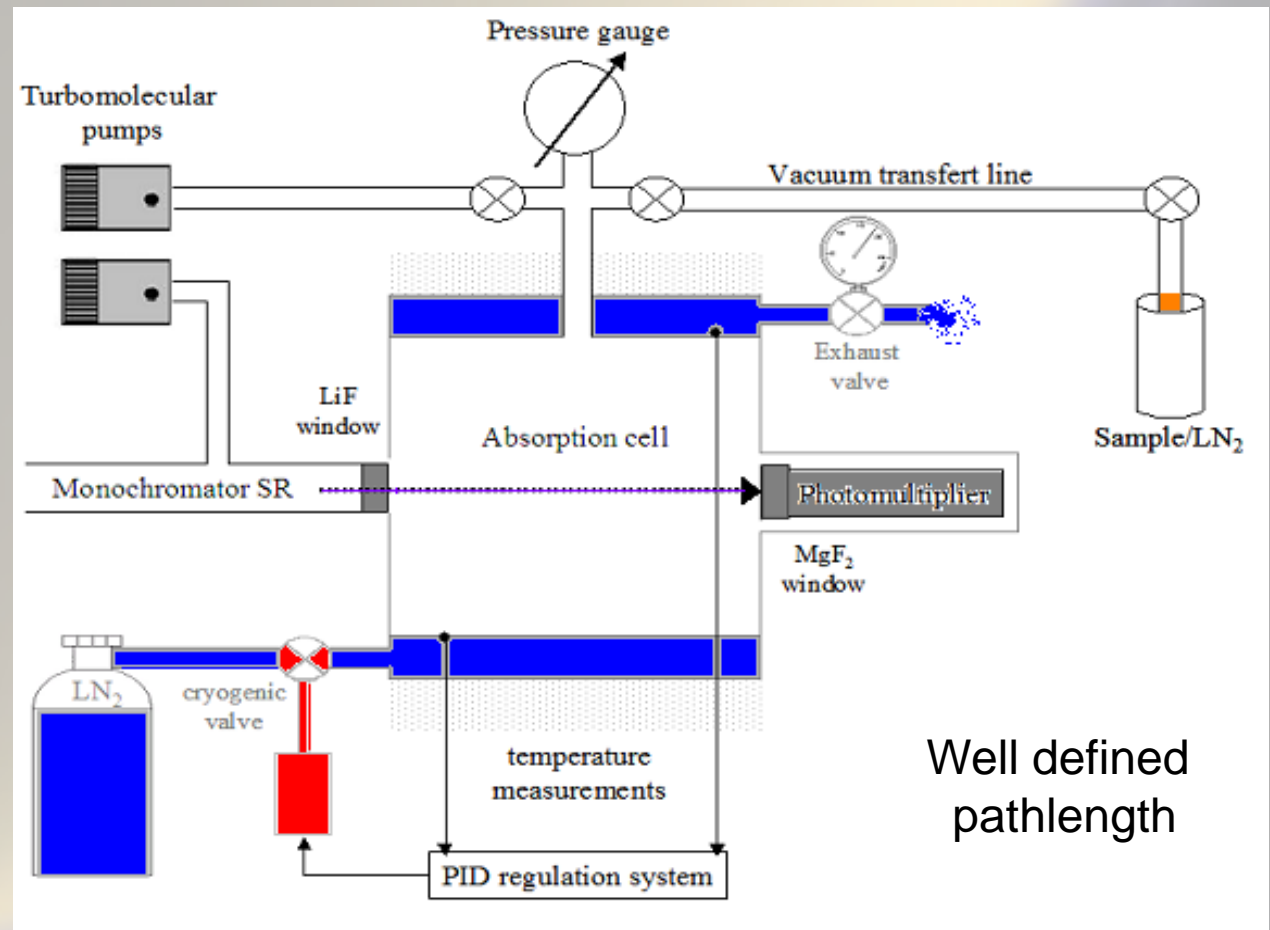 Pressure gauge
Turbomolecular
pumps
Vacuum transfert line
Exhaust
valve
LiF
window
Absorption cell
Sample/LN₂
Monochromator SR
Photomultiplier
MgF₂
window
LN₂
cryogenic
valve
temperature
measurements
Well defined
pathlength
PID regulation system